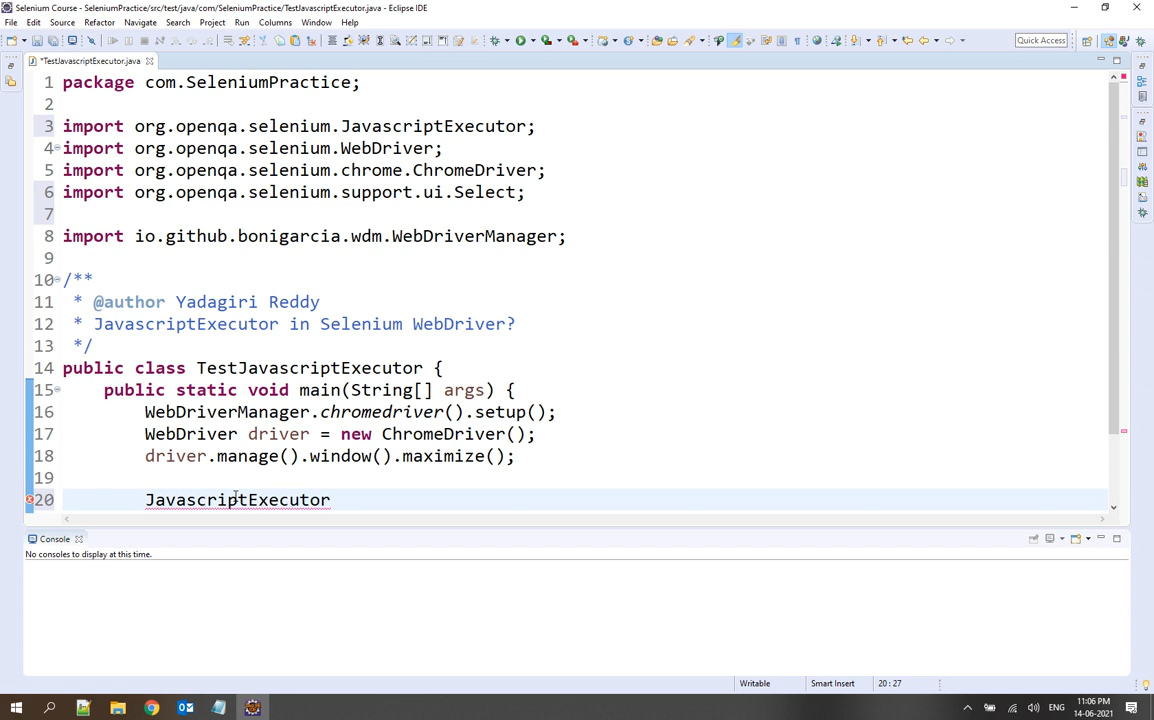 Selenium Course - SeleniumPractice/src/test/java/com/SeleniumPractice/TestJavascriptExecutor.java - Eclipse IDE
File Edit Source Refactor Navigate Search Project Run Columns Window Help
Quick Access
*TestJavascriptExecutor.java
1 package com.SeleniumPractice;
2
3 import org.openqa.selenium.JavascriptExecutor;
4 import org.openqa.selenium.WebDriver;
5 import org.openqa.selenium.chrome.ChromeDriver;
6 import org.openqa.selenium.support.ui.Select;
7
8 import io.github.bonigarcia.wdm.WebDriverManager;
9
10 /**
11 * @author Yadagiri Reddy
12 * JavascriptExecutor in Selenium WebDriver?
13 */
14 public class TestJavascriptExecutor {
15 public static void main(String[] args) {
16 WebDriverManager.chromedriver().setup();
17 WebDriver driver = new ChromeDriver();
18 driver.manage().window().maximize();
19
20 JavascriptExecutor
Console
No consoles to display at this time.
Writable Smart Insert 20 : 27
ENG 11:06 PM
14-06-2021